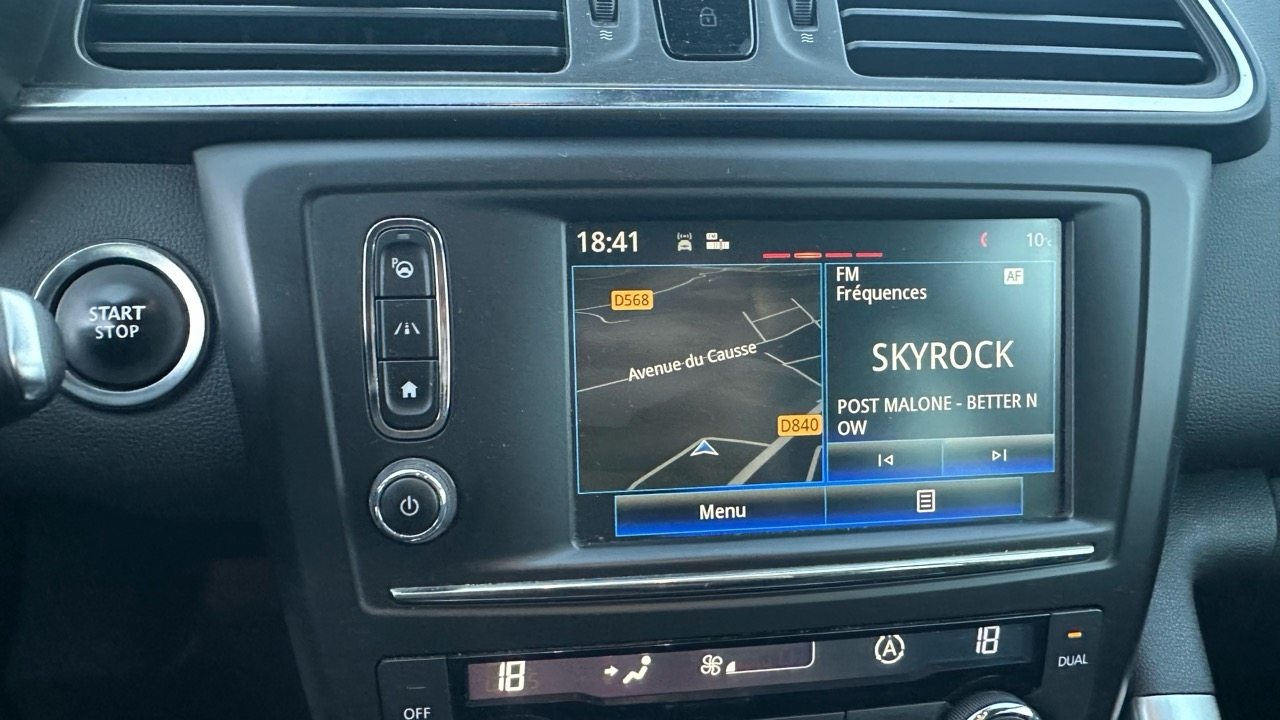 START
STOP
P
18:41
10°c
D568
Avenue du Causse
D840
FM
AF
Fréquences
SKYROCK
POST MALONE - BETTER N
OW
Menu
18
A
18
DUAL
OFF